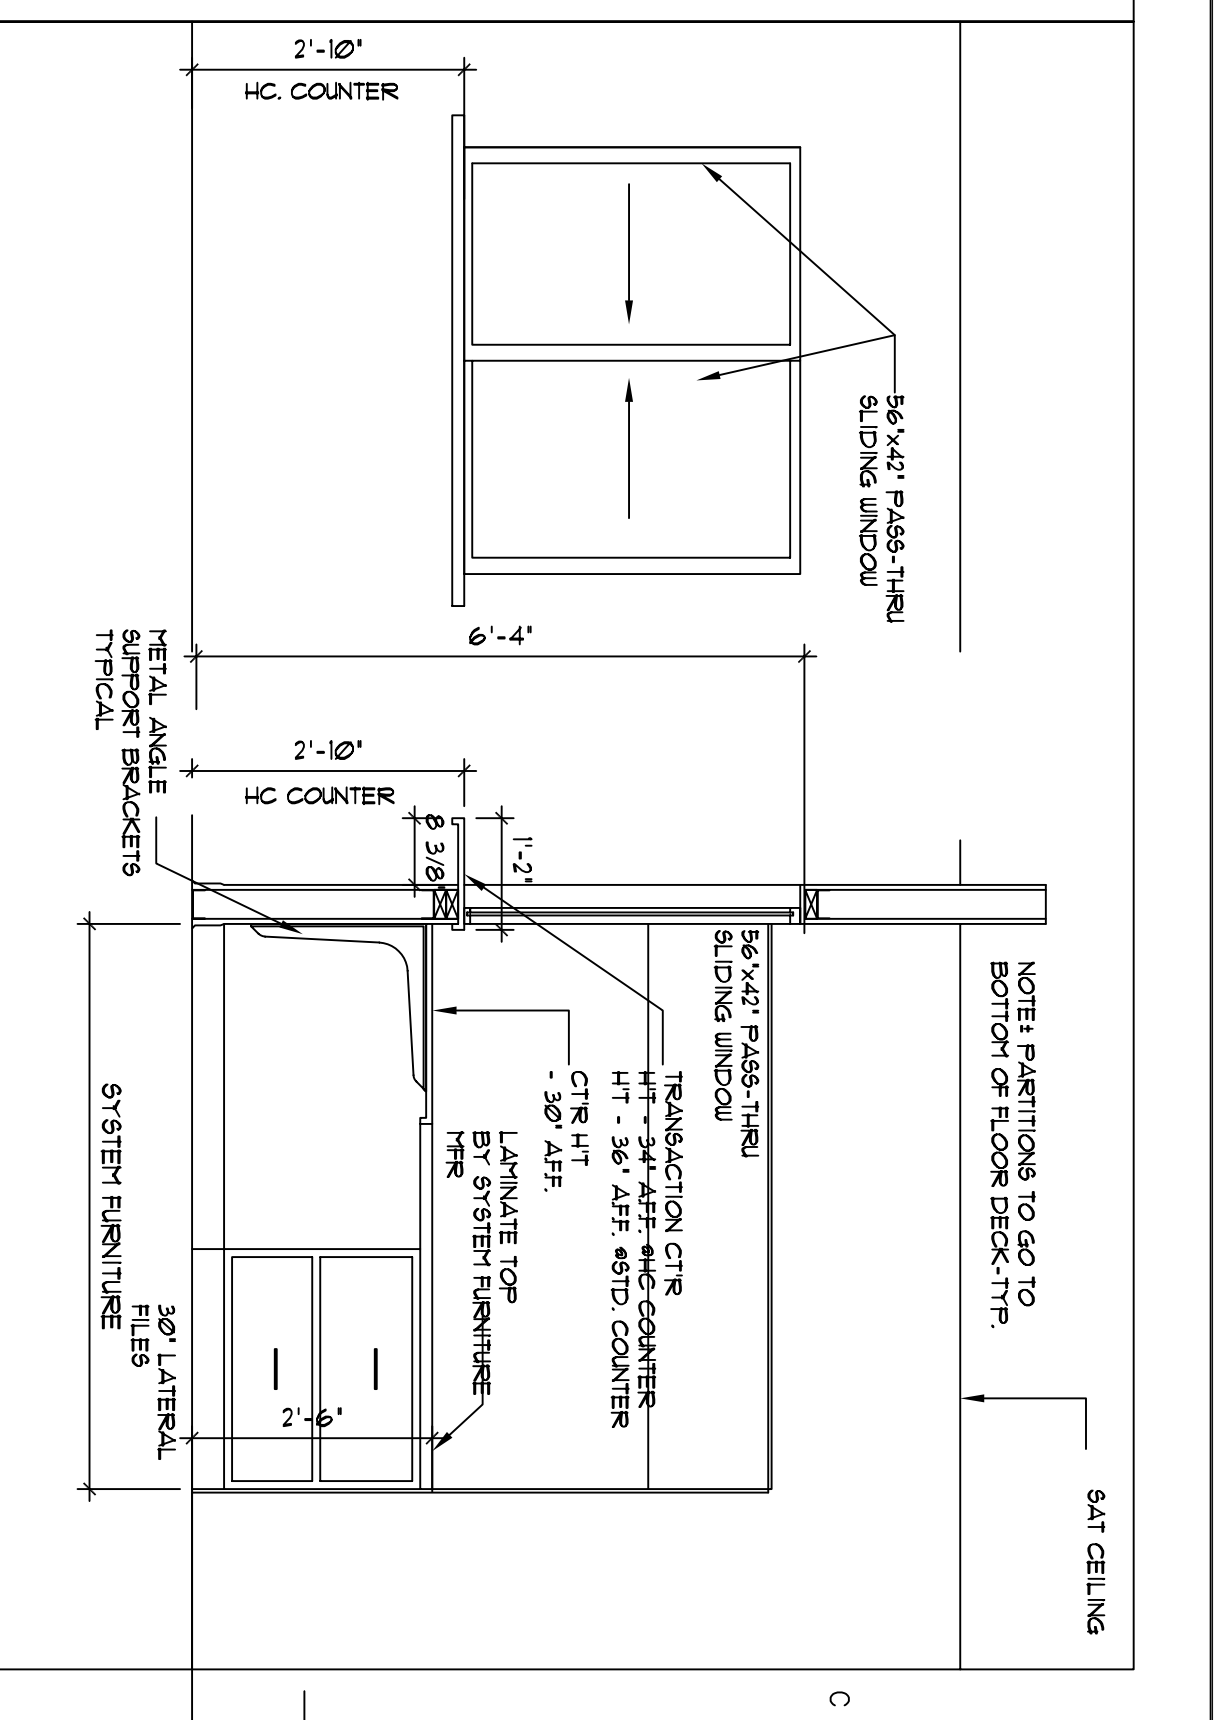 2'-10"
HC. COUNTER
56"x42" PASS-THRU
SLIDING WINDOW
6'-4"
METAL ANGLE
SUPPORT BRACKETS
TYPICAL
2'-10"
HC COUNTER
8 3/8"
1'-2"
NOTE: PARTITIONS TO GO TO
BOTTOM OF FLOOR DECK-TYP.
56"x42" PASS-THRU
SLIDING WINDOW
TRANSACTION CT'R
H'T - 34" A.F.F. @HC COUNTER
H'T - 36" A.F.F. @STD. COUNTER
CT'R H'T
- 30" A.F.F.
LAMINATE TOP
BY SYSTEM FURNITURE
MFR
SYSTEM FURNITURE
30" LATERAL
FILES
2'-6"
SAT CEILING
C